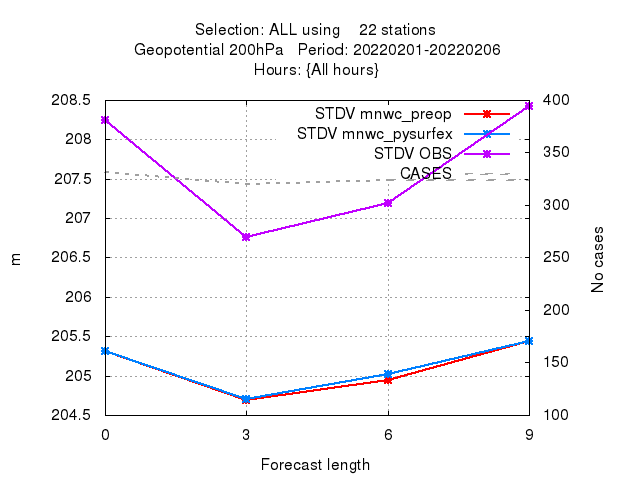 Selection: ALL using    22 stations
Geopotential 200hPa   Period: 20220201-20220206
Hours: {All hours}
STDV mnwc_preop
STDV mnwc_pysurfex
STDV OBS
CASES
208.5
208
207.5
207
206.5
206
205.5
205
204.5
400
350
300
250
200
150
100
m
No cases
0 3 6 9
Forecast length